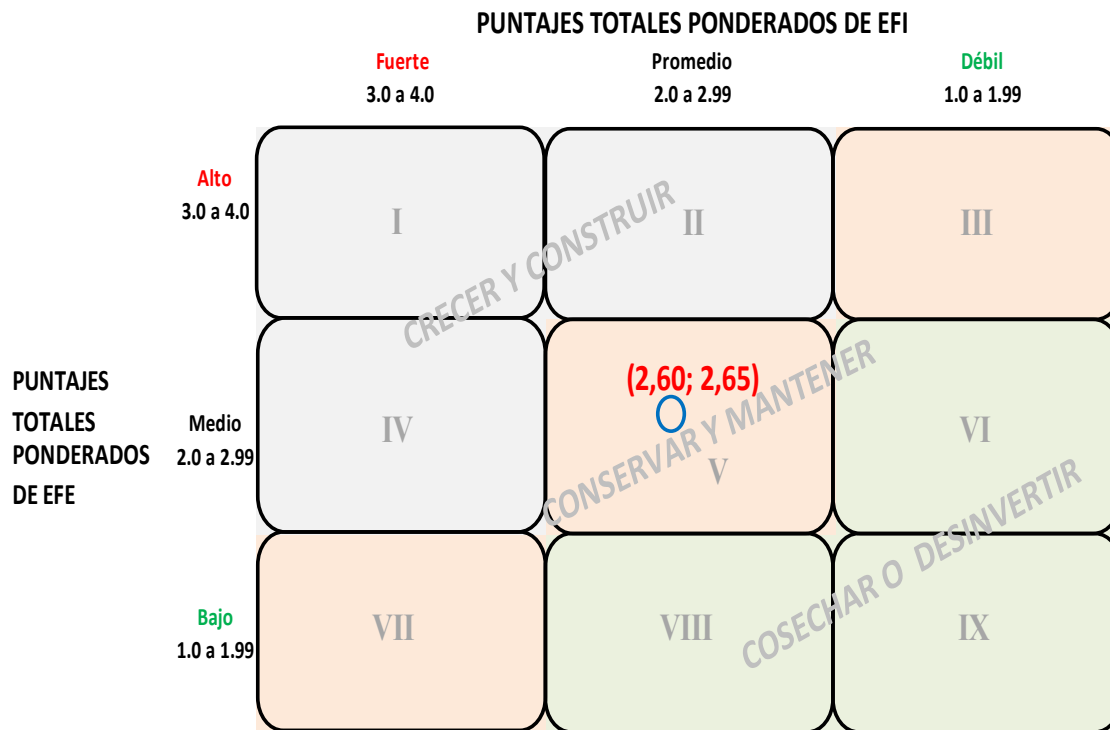 PUNTAJES TOTALES PONDERADOS DE EFI
Fuerte
3.0 a 4.0
Promedio
2.0 a 2.99
Débil
1.0 a 1.99
Alto
3.0 a 4.0
I
II
III
CRECER Y CONSTRUIR
PUNTAJES
TOTALES
PONDERADOS
DE EFE
Medio
2.0 a 2.99
IV
(2,60; 2,65)
V
VI
CONSERVAR Y MANTENER
Bajo
1.0 a 1.99
VII
VIII
IX
COSECHAR O DESINVERTIR